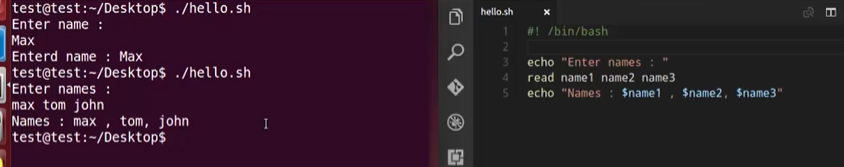 test@test:~/Desktop$ ./hello.sh
Enter name :
Max
Enterd name : Max
test@test:~/Desktop$ ./hello.sh
Enter names :
max tom john
Names : max , tom, john
test@test:~/Desktop$
hello.sh
1 #! /bin/bash
2
3 echo "Enter names : "
4 read name1 name2 name3
5 echo "Names : $name1 , $name2, $name3"